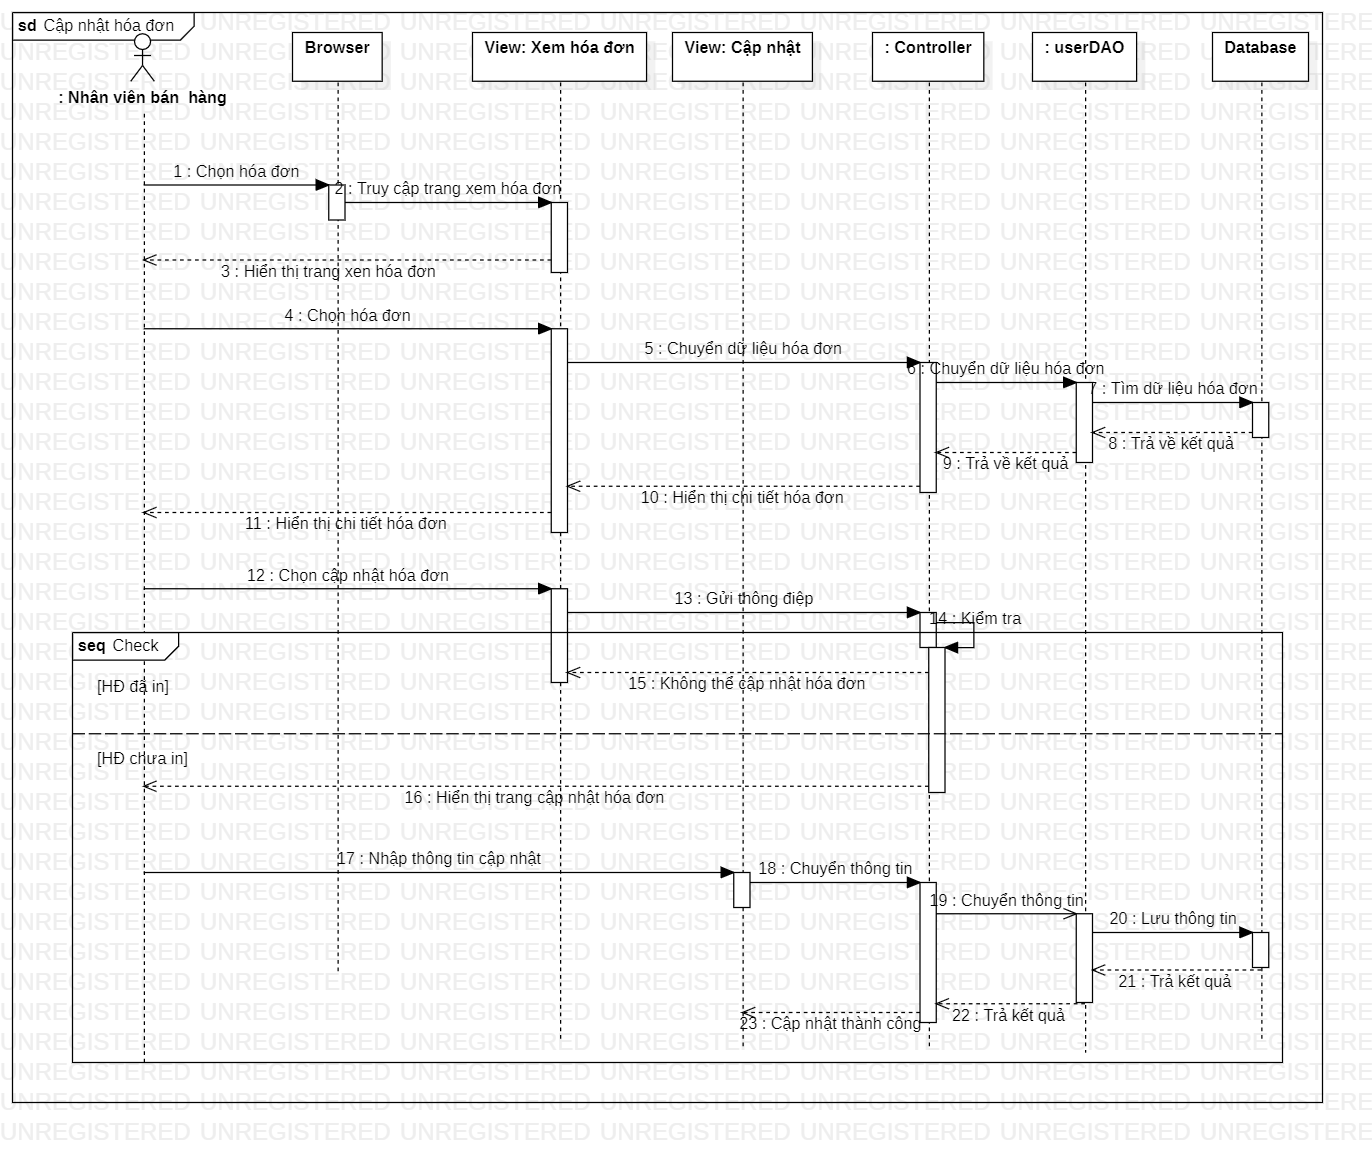 sd Cập nhật hóa đơn
: Nhân viên bán hàng
Browser
View: Xem hóa đơn
View: Cập nhật
: Controller
: userDAO
Database
1 : Chọn hóa đơn
2 : Truy cập trang xem hóa đơn
3 : Hiển thị trang xen hóa đơn
4 : Chọn hóa đơn
5 : Chuyển dữ liệu hóa đơn
6 : Chuyển dữ liệu hóa đơn
7 : Tìm dữ liệu hóa đơn
8 : Trả về kết quả
9 : Trả về kết quả
10 : Hiển thị chi tiết hóa đơn
11 : Hiển thị chi tiết hóa đơn
12 : Chọn cập nhật hóa đơn
13 : Gửi thông điệp
14 : Kiểm tra
seq Check
15 : Không thể cập nhật hóa đơn
[HĐ đã in]
[HĐ chưa in]
16 : Hiển thị trang cập nhật hóa đơn
17 : Nhập thông tin cập nhật
18 : Chuyển thông tin
19 : Chuyển thông tin
20 : Lưu thông tin
21 : Trả kết quả
22 : Trả kết quả
23 : Cập nhật thành công
UNREGISTERED UNREGISTERED UNREGISTERED UNREGISTERED UNREGISTERED UNREGISTERED UNREGISTERED